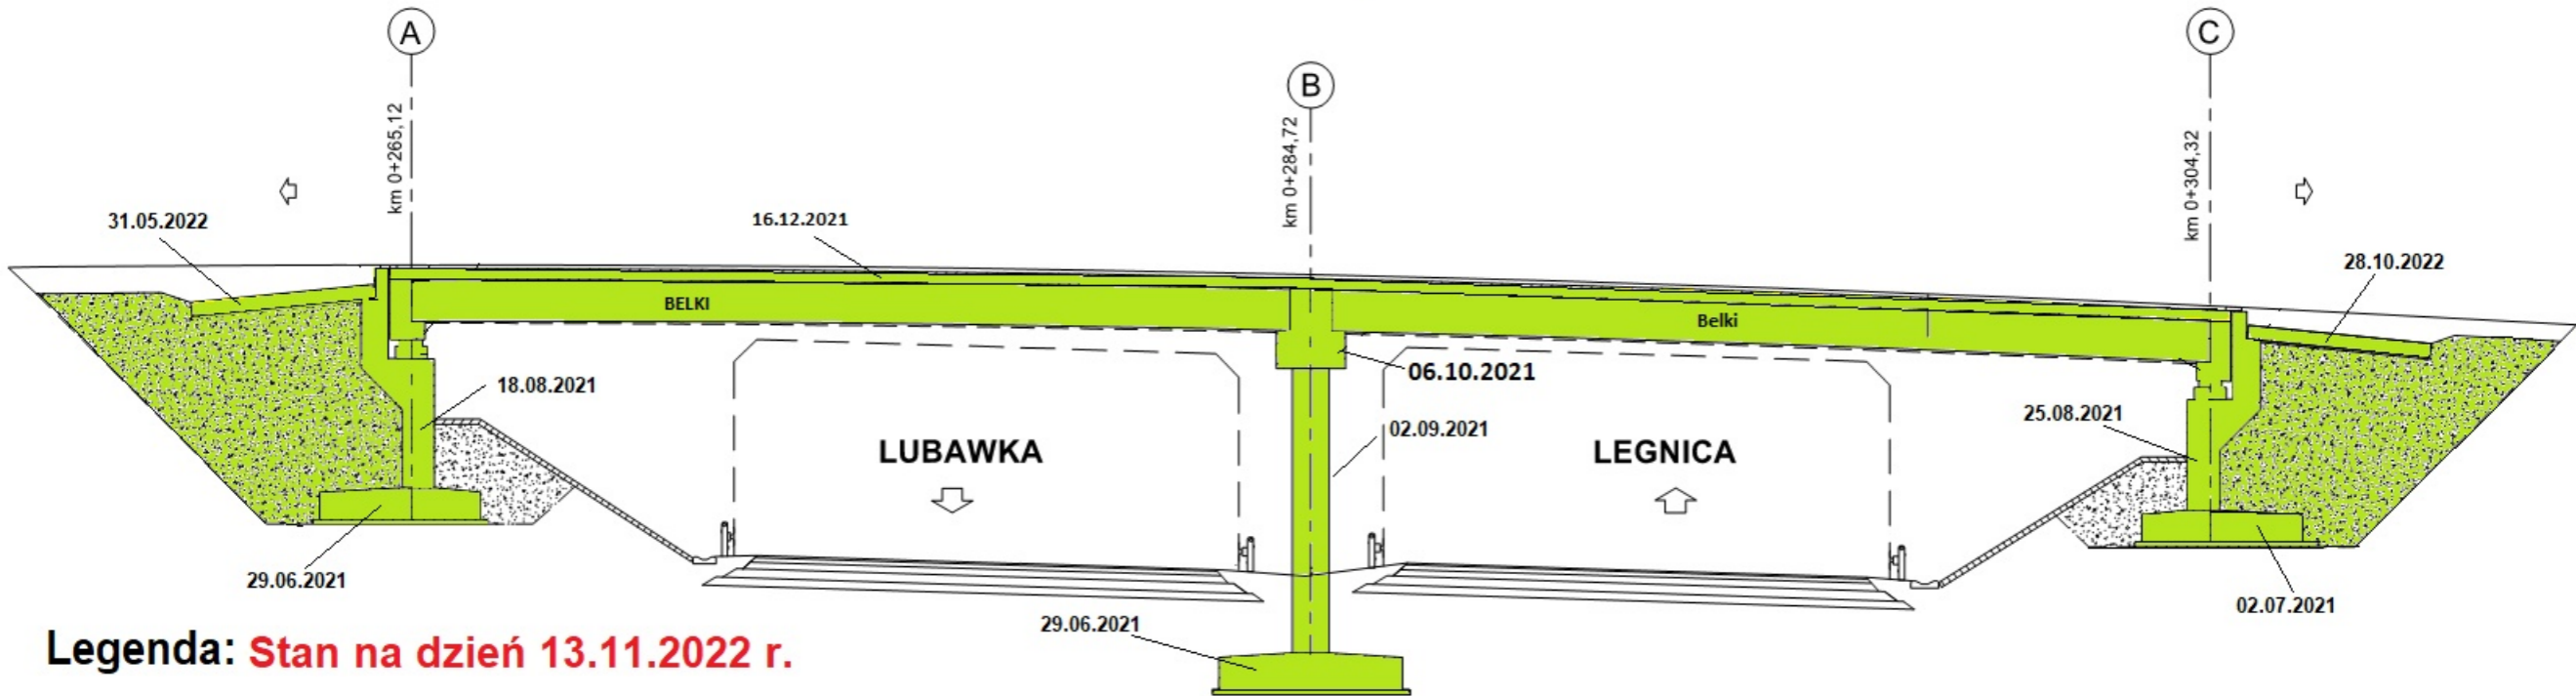 A
B
C
km 0+265,12
km 0+284,72
km 0+304,32
31.05.2022
16.12.2021
28.10.2022
BELKI
Belki
18.08.2021
06.10.2021
02.09.2021
25.08.2021
LUBAWKA
LEGNICA
29.06.2021
29.06.2021
02.07.2021
Legenda: Stan na dzień 13.11.2022 r.